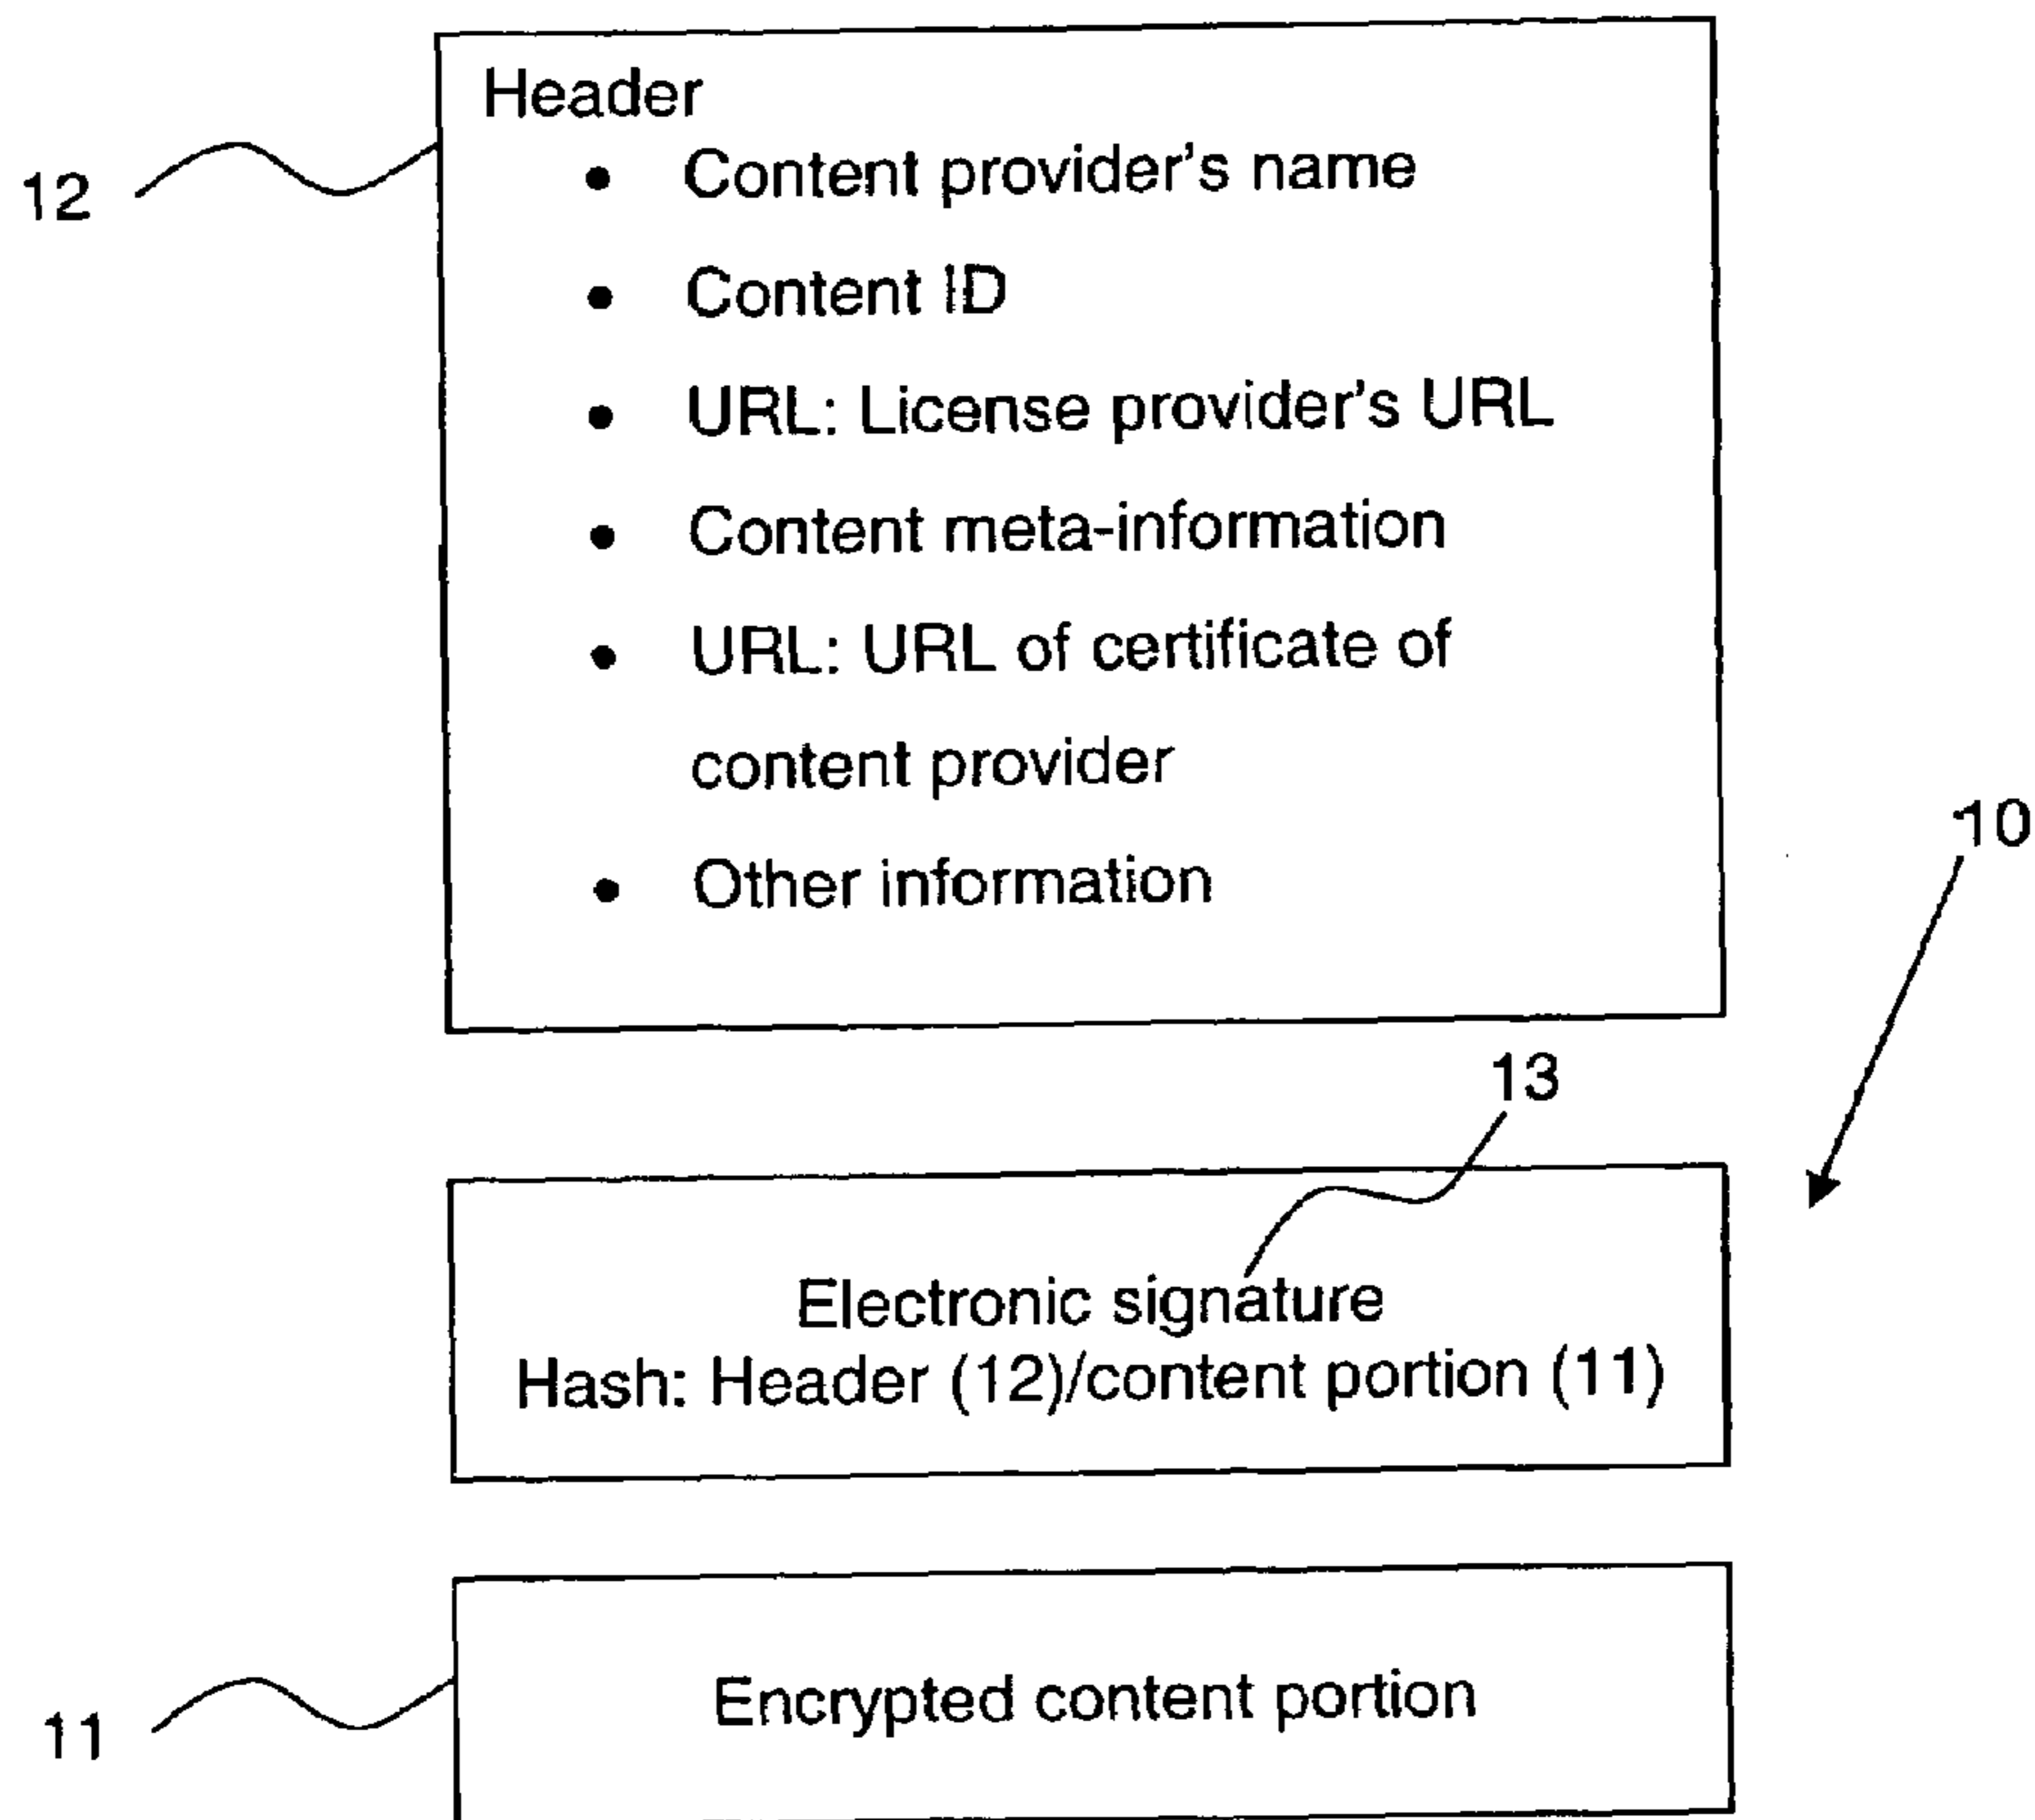 Header
• Content provider's name
12
• Content ID
• URL: License provider's URL
• Content meta-information
• URL: URL of certificate of
content provider
10
• Other information
13
Electronic signature
Hash: Header (12)/content portion (11)
Encrypted content portion
11